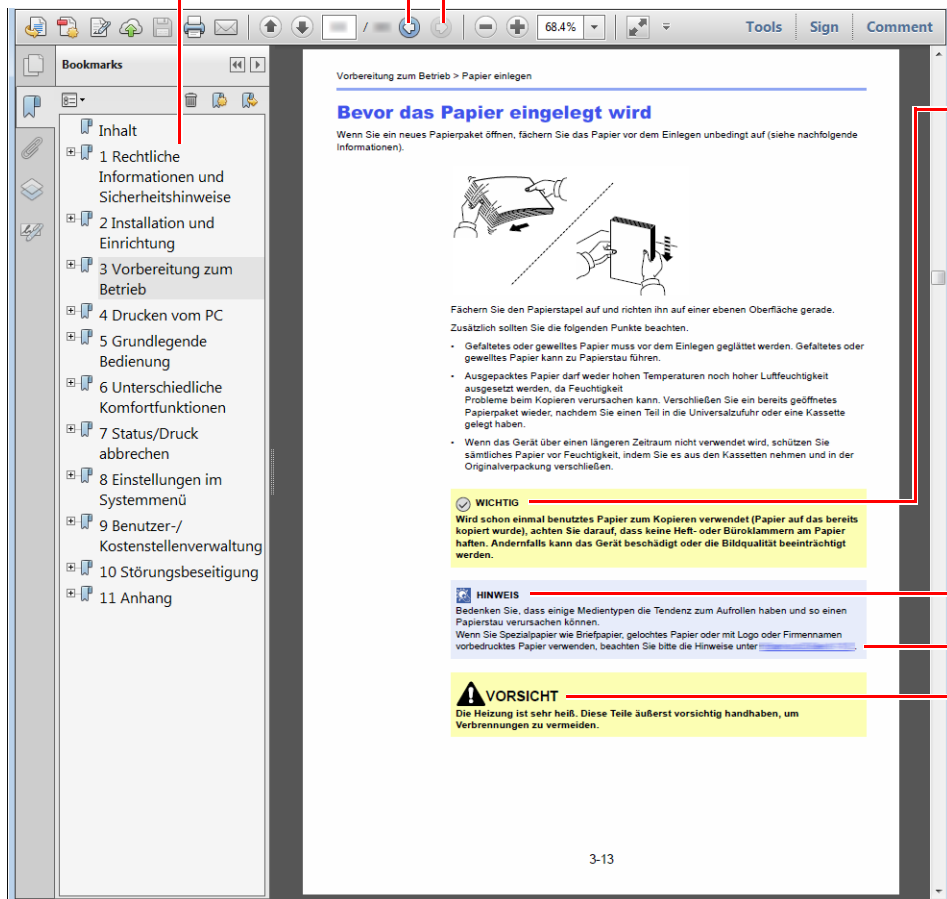 /
68.4%
Tools
Sign
Comment
Bookmarks
Inhalt
1 Rechtliche
Informationen und
Sicherheitshinweise
2 Installation und
Einrichtung
3 Vorbereitung zum
Betrieb
4 Drucken vom PC
5 Grundlegende
Bedienung
6 Unterschiedliche
Komfortfunktionen
7 Status/Druck
abbrechen
8 Einstellungen im
Systemmenü
9 Benutzer-/
Kostenstellenverwaltung
10 Störungsbeseitigung
11 Anhang
Vorbereitung zum Betrieb > Papier einlegen
Bevor das Papier eingelegt wird
Wenn Sie ein neues Papierpaket öffnen, fächern Sie das Papier vor dem Einlegen unbedingt auf (siehe nachfolgende
Informationen).
Fächern Sie den Papierstapel auf und richten ihn auf einer ebenen Oberfläche gerade.
Zusätzlich sollten Sie die folgenden Punkte beachten.
• Gefaltetes oder gewelltes Papier muss vor dem Einlegen geglättet werden. Gefaltetes oder
gewelltes Papier kann zu Papierstau führen.
• Ausgepacktes Papier darf weder hohen Temperaturen noch hoher Luftfeuchtigkeit
ausgesetzt werden, da Feuchtigkeit
Probleme beim Kopieren verursachen kann. Verschließen Sie ein bereits geöffnetes
Papierpaket wieder, nachdem Sie einen Teil in die Universalzufuhr oder eine Kassette
gelegt haben.
• Wenn das Gerät über einen längeren Zeitraum nicht verwendet wird, schützen Sie
sämtliches Papier vor Feuchtigkeit, indem Sie es aus den Kassetten nehmen und in der
Originalverpackung verschließen.
WICHTIG
Wird schon einmal benutztes Papier zum Kopieren verwendet (Papier auf das bereits
kopiert wurde), achten Sie darauf, dass keine Heft- oder Büroklammern am Papier
haften. Andernfalls kann das Gerät beschädigt oder die Bildqualität beeinträchtigt
werden.
HINWEIS
Bedenken Sie, dass einige Medientypen die Tendenz zum Aufrollen haben und so einen
Papierstau verursachen können.
Wenn Sie Spezialpapier wie Briefpapier, gelochtes Papier oder mit Logo oder Firmennamen
vorbedrucktes Papier verwenden, beachten Sie bitte die Hinweise unter .
VORSICHT
Die Heizung ist sehr heiß. Diese Teile äußerst vorsichtig handhaben, um
Verbrennungen zu vermeiden.
3-13